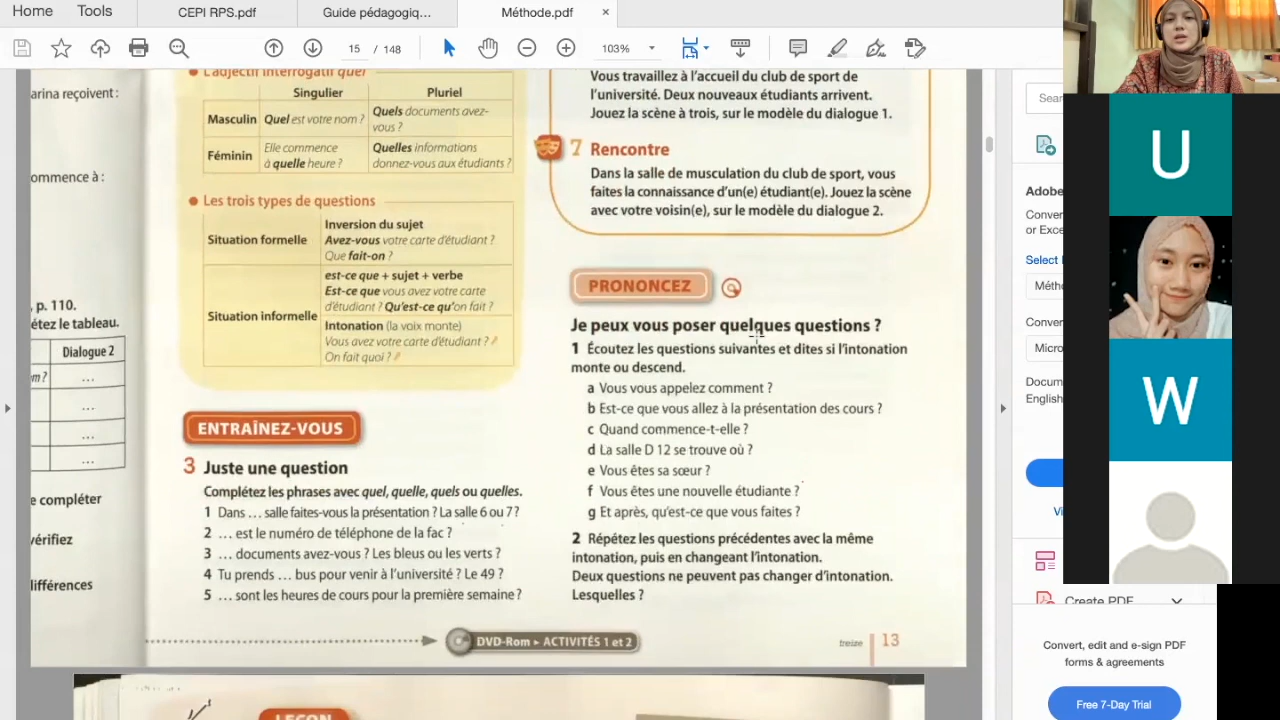 Home
Tools
CEPI RPS.pdf
Guide pédagogiq...
Méthode.pdf
×
15 / 148
103%
arina reçoivent :
ommence à :
, p. 110.
étez le tableau.
Dialogue 2
m?
...
...
...
...
e compléter
vérifiez
différences
● L'adjectif interrogatif quel
Singulier
Pluriel
Masculin
Quel est votre nom ?
Quels documents avez-
vous ?
Féminin
Elle commence
à quelle heure ?
Quelles informations
donnez-vous aux étudiants ?
● Les trois types de questions
Situation formelle
Inversion du sujet
Avez-vous votre carte d'étudiant ?
Que fait-on ?
Situation informelle
est-ce que + sujet + verbe
Est-ce que vous avez votre carte
d'étudiant ? Qu'est-ce qu'on fait ?
Intonation (la voix monte)
Vous avez votre carte d'étudiant ?
On fait quoi ?
ENTRAÎNEZ-VOUS
3 Juste une question
Complétez les phrases avec quel, quelle, quels ou quelles.
1 Dans ... salle faites-vous la présentation ? La salle 6 ou 7 ?
2 ... est le numéro de téléphone de la fac ?
3 ... documents avez-vous ? Les bleus ou les verts ?
4 Tu prends ... bus pour venir à l'université ? Le 49 ?
5 ... sont les heures de cours pour la première semaine ?
Vous travaillez à l'accueil du club de sport de
l'université. Deux nouveaux étudiants arrivent.
Jouez la scène à trois, sur le modèle du dialogue 1.
7 Rencontre
Dans la salle de musculation du club de sport, vous
faites la connaissance d'un(e) étudiant(e). Jouez la scène
avec votre voisin(e), sur le modèle du dialogue 2.
PRONONCEZ
Je peux vous poser quelques questions ?
1 Écoutez les questions suivantes et dites si l'intonation
monte ou descend.
a Vous vous appelez comment ?
b Est-ce que vous allez à la présentation des cours ?
c Quand commence-t-elle ?
d La salle D 12 se trouve où ?
e Vous êtes sa sœur ?
f Vous êtes une nouvelle étudiante ?
g Et après, qu'est-ce que vous faites ?
2 Répétez les questions précédentes avec la même
intonation, puis en changeant l'intonation.
Deux questions ne peuvent pas changer d'intonation.
Lesquelles ?
DVD-Rom ▸ ACTIVITÉS 1 et 2
treize
13
LEÇON
Sear
Adobe
Conver
or Exce
Select
Métho
Conver
Micro
Docum
English
Create PDF
Convert, edit and e-sign PDF
forms & agreements
Free 7-Day Trial
U
W